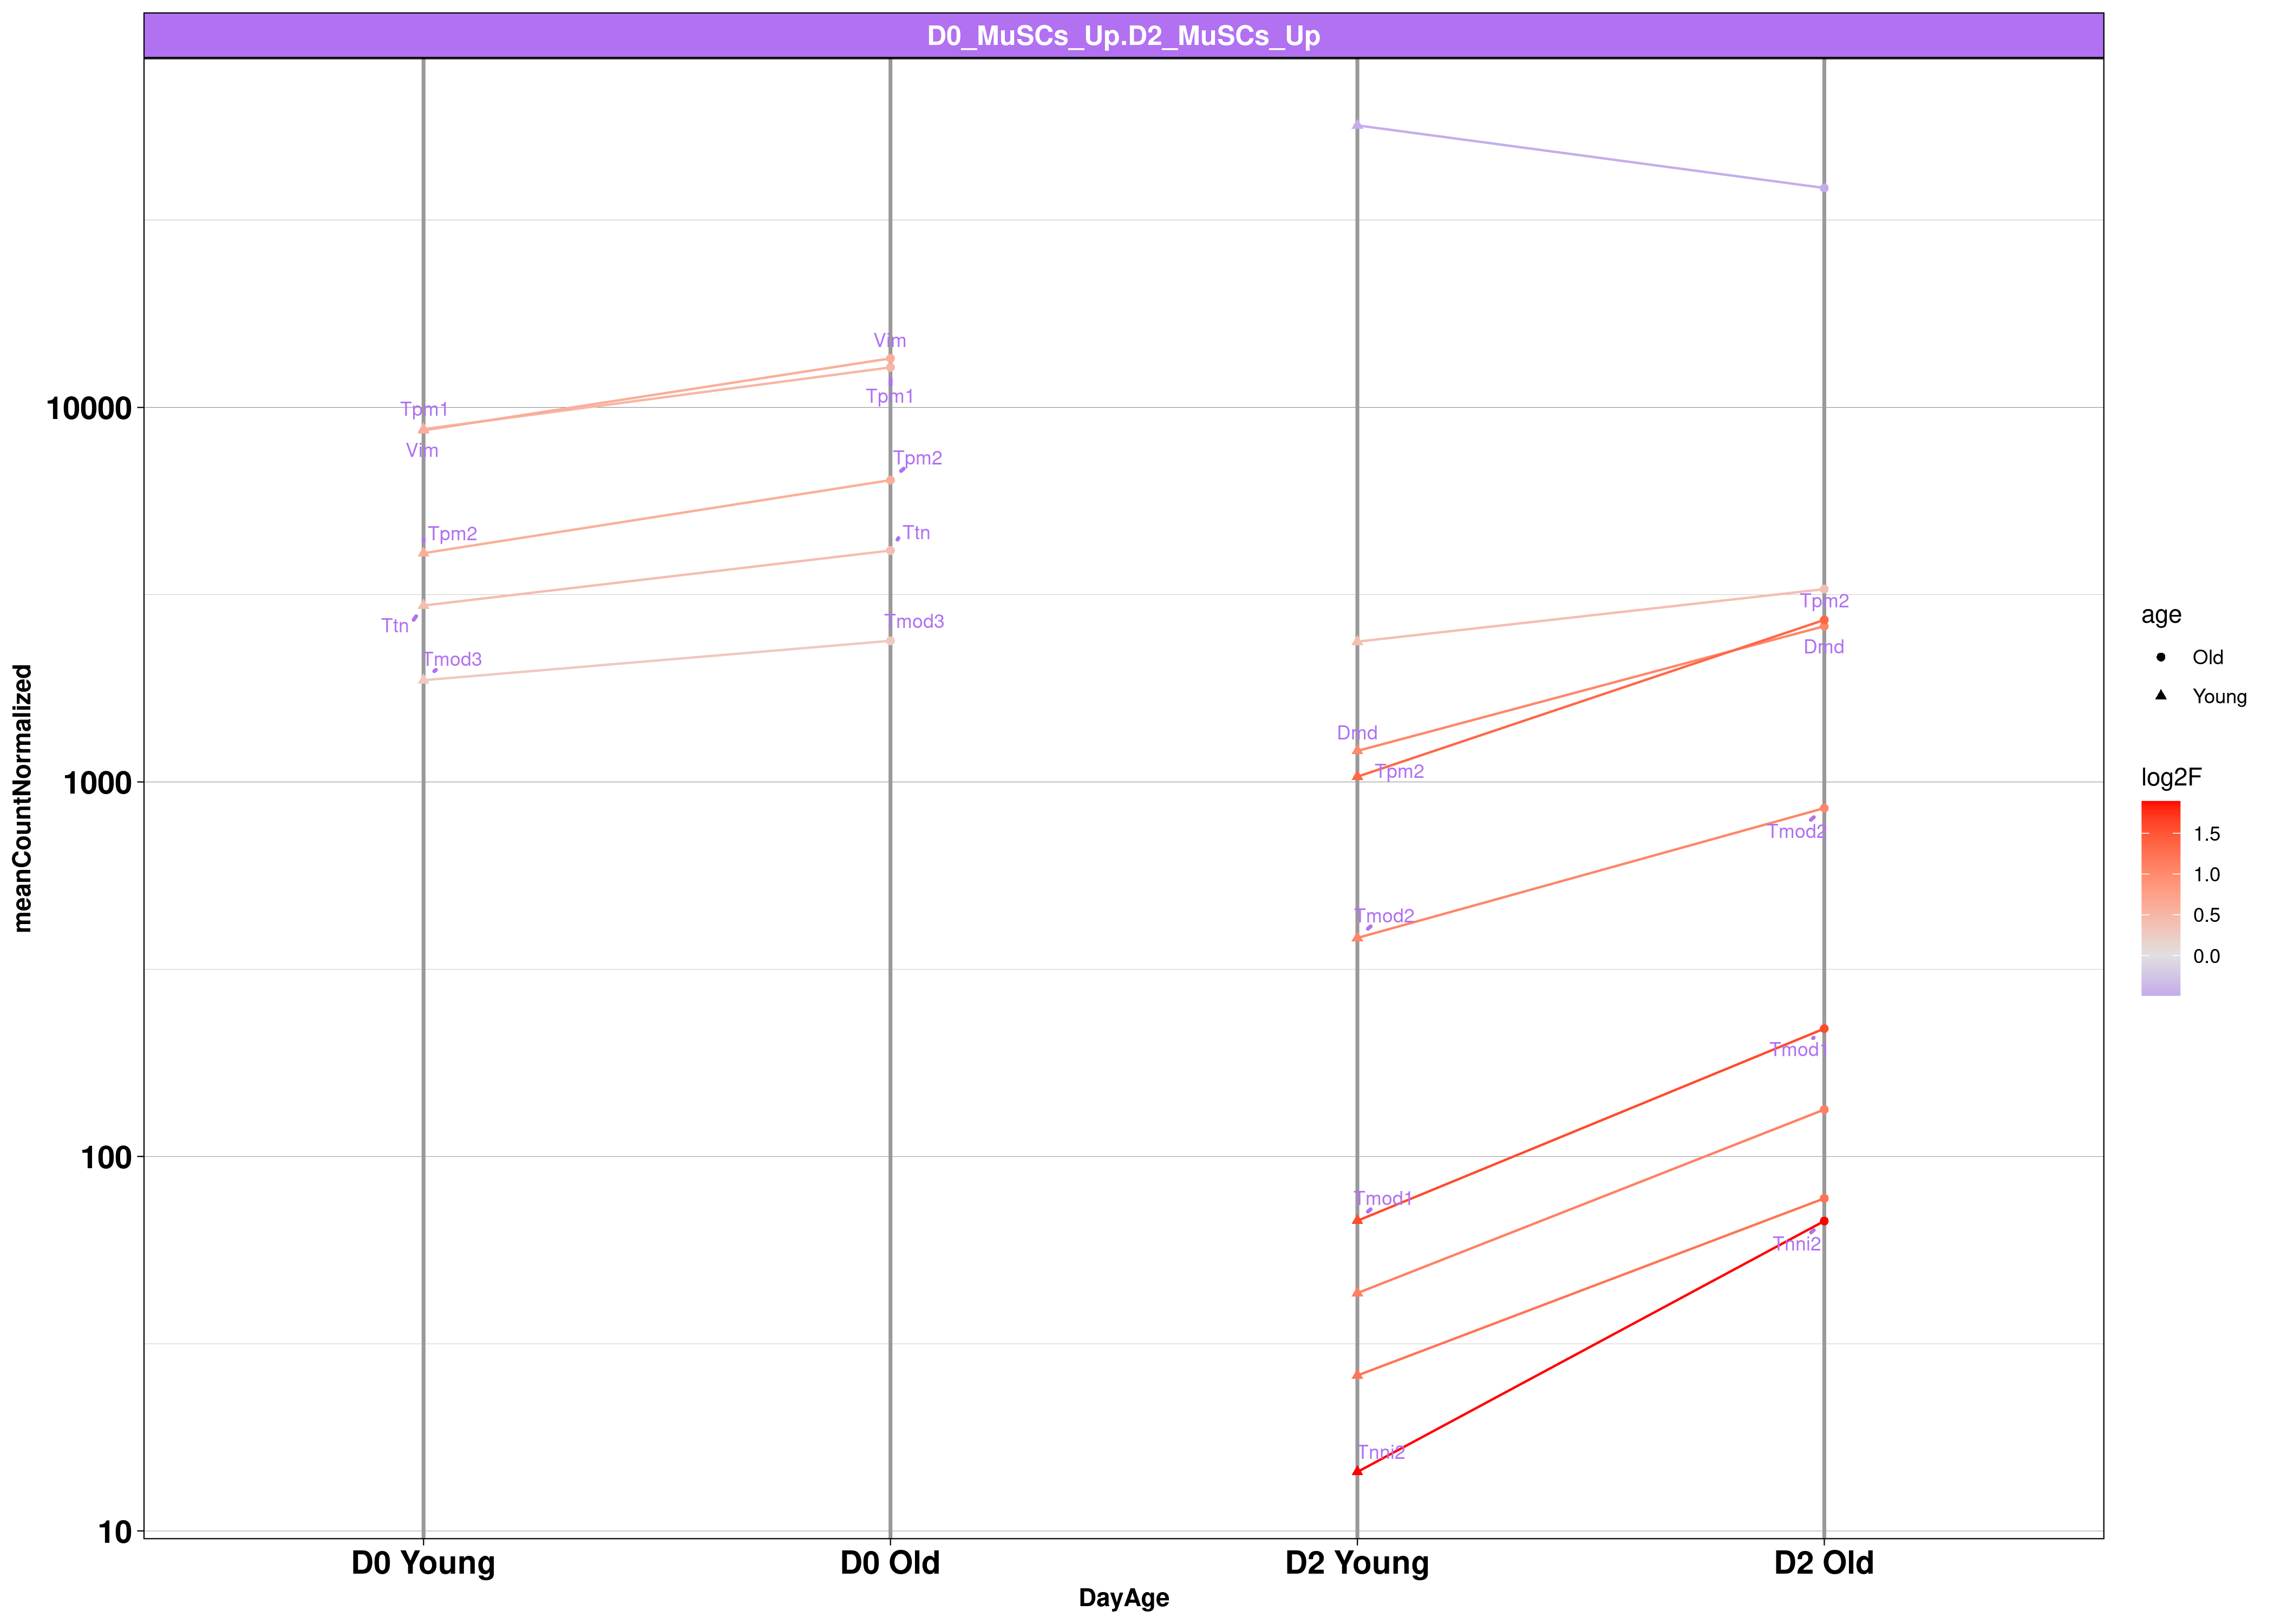 D0_MuSCs_Up.D2_MuSCs_Up
Vim
Tpm1
10000
Tpm1
Vim
Tpm2
Tpm2
Ttn
Ttn
Tmod3
Tmod3
Tpm2
Dmd
Dmd
Tpm2
1000
Tmod2
Tmod2
Tmod1
100
Tmod1
Tnni2
Tnni2
10
meanCountNormalized
D0 Young
D0 Old
D2 Young
D2 Old
DayAge
age
Old
Young
log2F
1.5
1.0
0.5
0.0